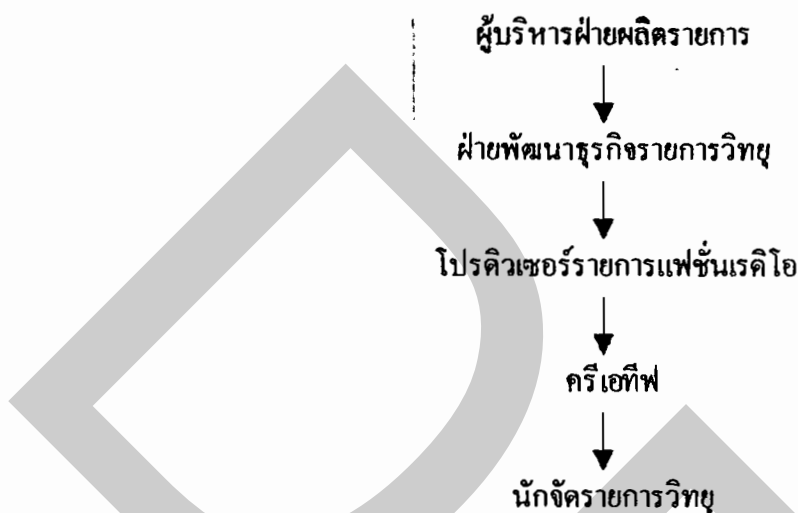 ผู้บริหารฝ่ายผลิตรายการ
ฝ่ายพัฒนาธุรกิจรายการวิทยุ
โปรดิวเซอร์รายการแฟชั่นเรดิโอ
ครีเอทีฟ
นักจัดรายการวิทยุ